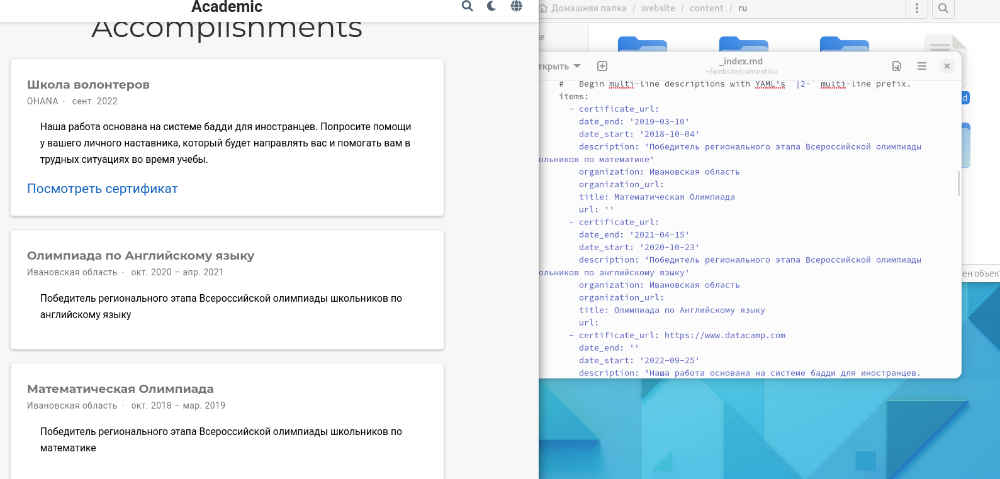 Academic
Accomplishments
Школа волонтеров
OHANA · сент. 2022
Наша работа основана на системе бадди для иностранцев. Попросите помощи
у вашего личного наставника, который будет направлять вас и помогать вам в
трудных ситуациях во время учебы.
Посмотреть сертификат
Олимпиада по Английскому языку
Ивановская область · окт. 2020 – апр. 2021
Победитель регионального этапа Всероссийской олимпиады школьников по
английскому языку
Математическая Олимпиада
Ивановская область · окт. 2018 – мар. 2019
Победитель регионального этапа Всероссийской олимпиады школьников по
математике
Домашняя папка / website / content / ru
ткрыть
_index.md
~/website/content/ru
# Begin multi-line descriptions with YAML's `|2-` multi-line prefix.
items:
- certificate_url:
date_end: '2019-03-10'
date_start: '2018-10-04'
description: 'Победитель регионального этапа Всероссийской олимпиады
ольников по математике'
organization: Ивановская область
organization_url:
title: Математическая Олимпиада
url: ''
- certificate_url:
date_end: '2021-04-15'
date_start: '2020-10-23'
description: 'Победитель регионального этапа Всероссийской олимпиады
ольников по английскому языку'
organization: Ивановская область
organization_url:
title: Олимпиада по Английскому языку
url:
- certificate_url: https://www.datacamp.com
date_end: ''
date_start: '2022-09-25'
description: 'Наша работа основана на системе бадди для иностранцев.
ен объек